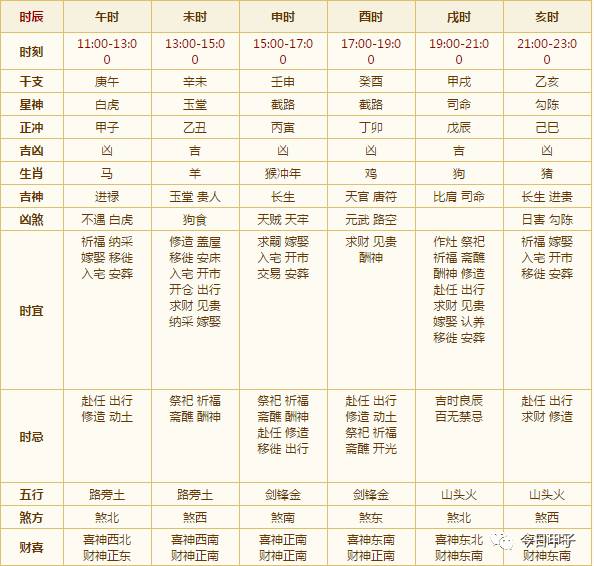 时辰 午时 未时 申时 酉时 戌时 亥时
时刻 11:00-13:00 13:00-15:00 15:00-17:00 17:00-19:00 19:00-21:00 21:00-23:00
干支 庚午 辛未 壬申 癸酉 甲戌 乙亥
星神 白虎 玉堂 截路 截路 司命 勾陈
正冲 甲子 乙丑 丙寅 丁卯 戊辰 己巳
吉凶 凶 吉 凶 凶 吉 凶
生肖 马 羊 猴冲年 鸡 狗 猪
吉神 进禄 玉堂 贵人 长生 天官 唐符 比肩 司命 长生 进贵
凶煞 不遇 白虎 狗食 天贼 天牢 元武 路空 日害 勾陈
时宜
祈福 纳采
嫁娶 移徙
入宅 安葬
修造 盖屋
移徙 安床
入宅 开市
开仓 出行
求财 见贵
纳采 嫁娶
求嗣 嫁娶
入宅 开市
交易 安葬
求财 见贵
酬神
作灶 祭祀
祈福 斋醮
酬神 修造
赴任 出行
求财 见贵
嫁娶 认养
移徙 安葬
祈福 嫁娶
入宅 开市
移徙 安葬
时忌
赴任 出行
修造 动土
祭祀 祈福
斋醮 酬神
祭祀 祈福
斋醮 酬神
赴任 修造
移徙 出行
赴任 出行
修造 动土
祭祀 祈福
斋醮 开光
吉时良辰
百无禁忌
赴任 出行
求财 修造
五行 路旁土 路旁土 剑锋金 剑锋金 山头火 山头火
煞方 煞北 煞西 煞南 煞东 煞北 煞西
财喜
喜神西北 喜神西南 喜神正南 喜神东南 喜神东北 喜神西北
财神正东 财神正东 财神正南 财神正南 财神东南 财神东南
今日甲子